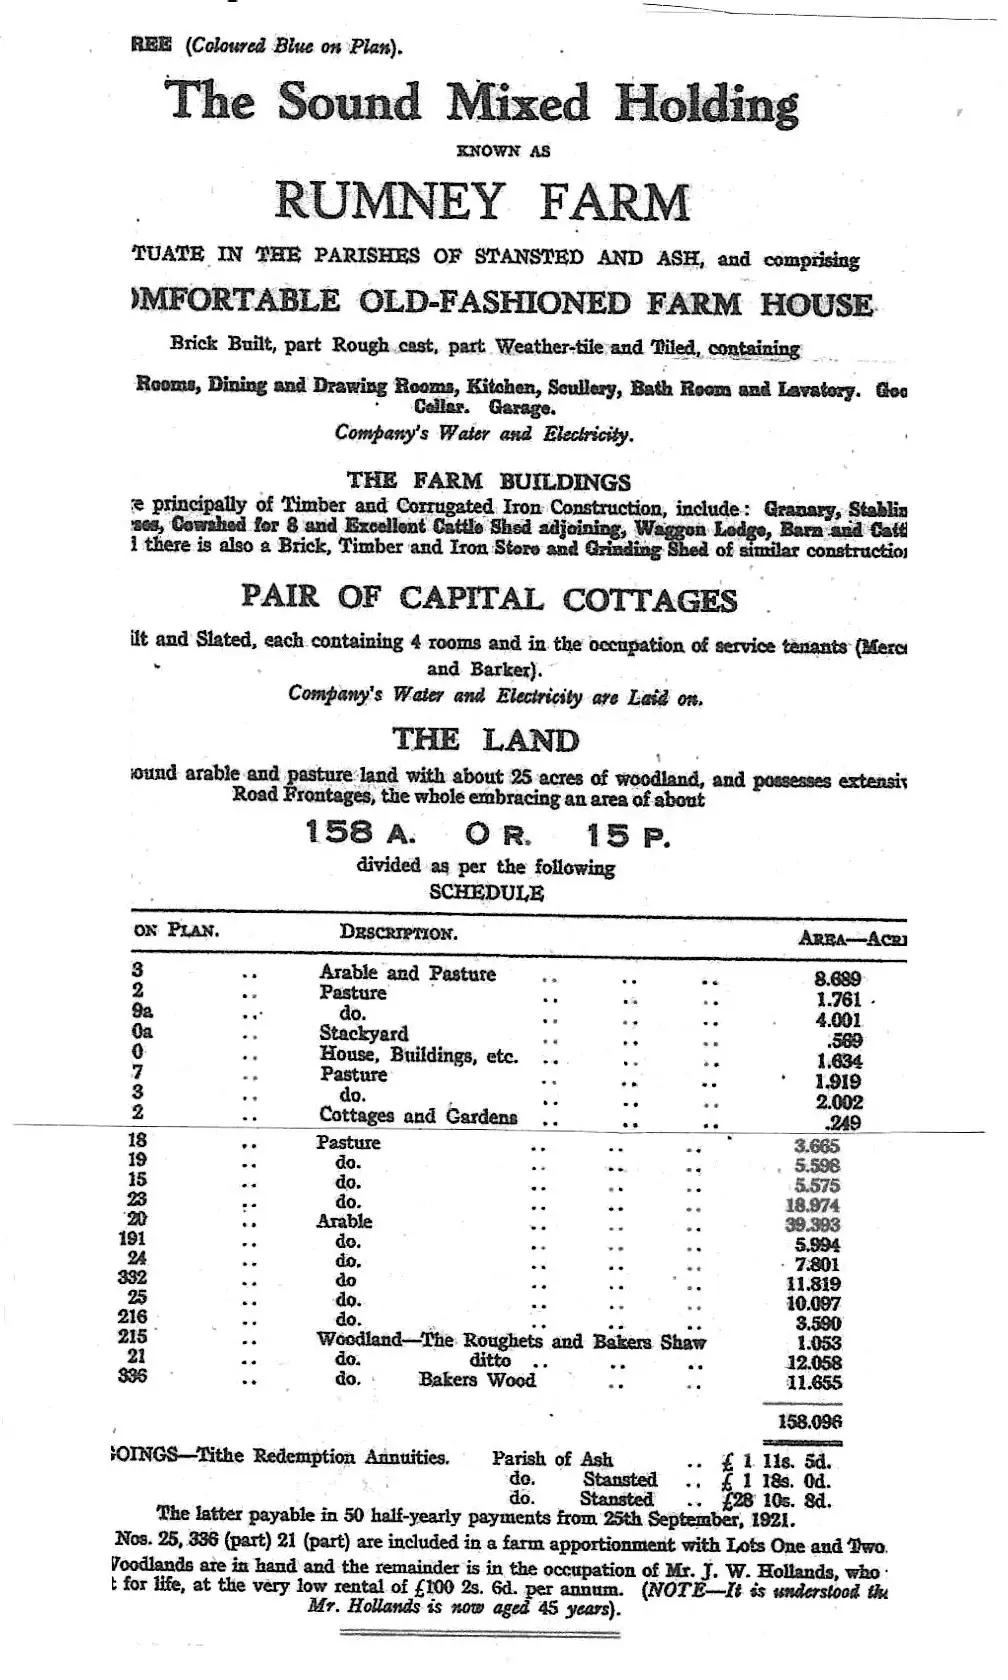 REE (Coloured Blue on Plan).
The Sound Mixed Holding
KNOWN AS
RUMNEY FARM
TUATE IN THE PARISHES OF STANSTED AND ASH, and comprising
OMFORTABLE OLD-FASHIONED FARM HOUSE
Brick Built, part Rough cast, part Weather-tile and Tiled, containing
Rooms, Dining and Drawing Rooms, Kitchen, Scullery, Bath Room and Lavatory. Goo
Cellar. Garage.
Company's Water and Electricity.
THE FARM BUILDINGS
e principally of Timber and Corrugated Iron Construction, include: Granary, Stablin
ses, Cowshed for 8 and Excellent Cattle Shed adjoining, Waggon Lodge, Barn and Cattl
l there is also a Brick, Timber and Iron Store and Grinding Shed of similar construction
PAIR OF CAPITAL COTTAGES
ilt and Slated, each containing 4 rooms and in the occupation of service tenants (Merce
and Barker).
Company's Water and Electricity are Laid on.
THE LAND
ound arable and pasture land with about 25 acres of woodland, and possesses extensiv
Road Frontages, the whole embracing an area of about
158 A. 0 R. 15 P.
divided as per the following
SCHEDULE
ON PLAN. DESCRIPTION. AREA—ACRE
3 .. Arable and Pasture .. .. .. 8.689
2 .. Pasture .. .. .. 1.761
9a .. do. .. .. .. 4.001
0a .. Stackyard .. .. .. .569
0 .. House, Buildings, etc. .. .. .. 1.634
7 .. Pasture .. .. .. 1.919
3 .. do. .. .. .. 2.002
2 .. Cottages and Gardens .. .. .. .249
18 .. Pasture .. .. .. 3.665
19 .. do. .. .. .. 5.598
15 .. do. .. .. .. 5.575
23 .. do. .. .. .. 18.974
20 .. Arable .. .. .. 39.393
191 .. do. .. .. .. 5.994
24 .. do. .. .. .. 7.801
332 .. do .. .. .. 11.819
25 .. do. .. .. .. 10.097
216 .. do. .. .. .. 3.590
215 .. Woodland—The Roughets and Bakers Shaw 1.053
21 .. do. ditto .. .. .. 12.058
336 .. do. Bakers Wood .. .. 11.655
158.096
GOINGS—Tithe Redemption Annuities. Parish of Ash .. £ 1 11s. 5d.
do. Stansted .. £ 1 18s. 0d.
do. Stansted .. £28 10s. 8d.
The latter payable in 50 half-yearly payments from 25th September, 1921.
Nos. 25, 336 (part) 21 (part) are included in a farm apportionment with Lots One and Two.
Woodlands are in hand and the remainder is in the occupation of Mr. J. W. Hollands, who
t for life, at the very low rental of £100 2s. 6d. per annum. (NOTE—It is understood tha
Mr. Hollands is now aged 45 years).